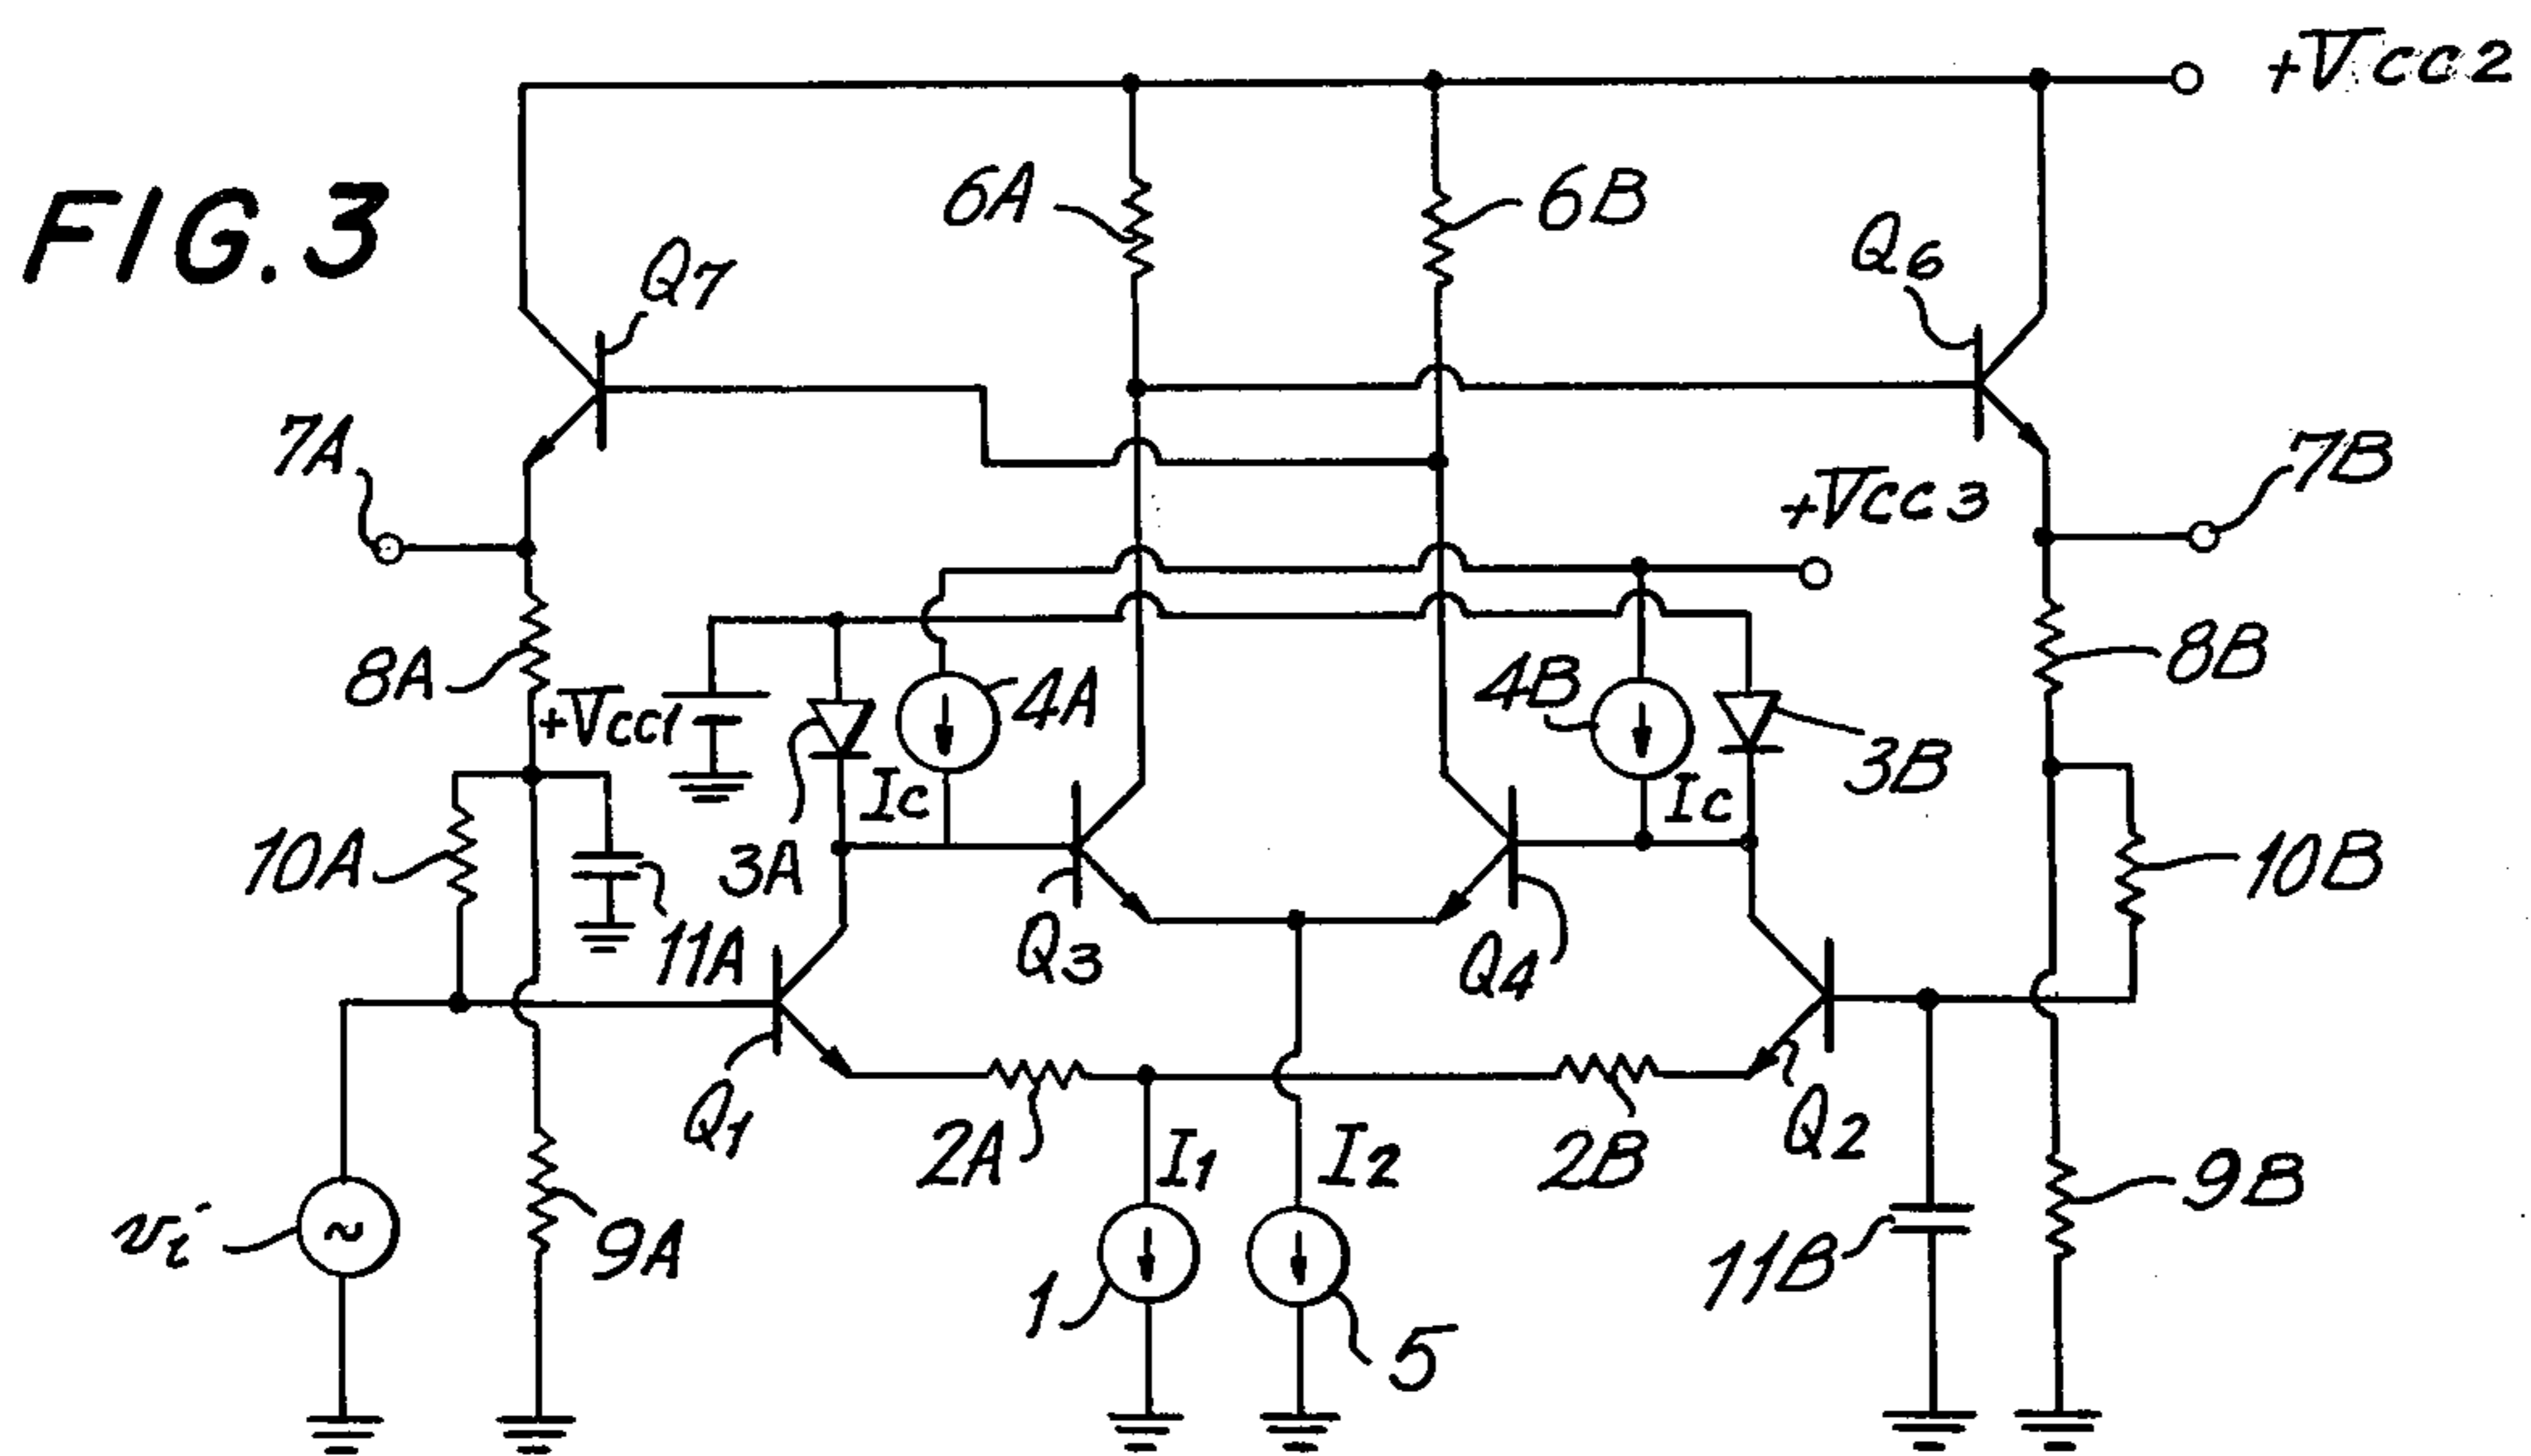 +Vcc2
FIG.3
6A
6B
Q7
Q6
7A
7B
+Vcc3
8A
+Vcc1
4A
4B
8B
Ic
Ic
3B
10A
3A
10B
11A
Q3
Q4
Q1
2A
I1
I2
2B
Q2
vi
~
9A
1
5
11B
9B